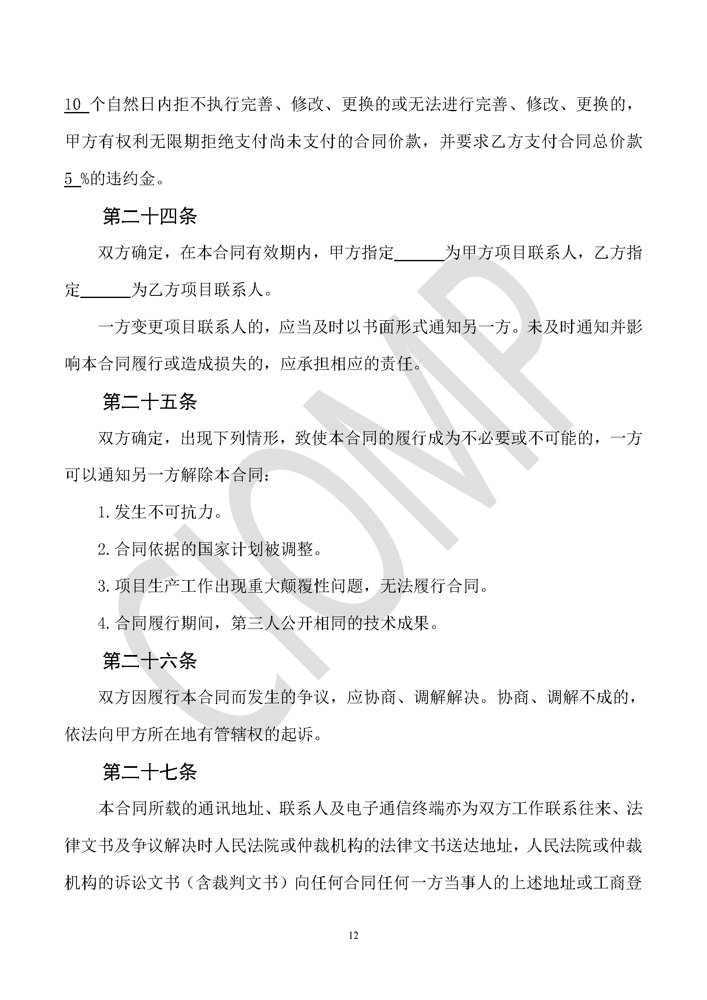 10 个自然日内拒不执行完善、修改、更换的或无法进行完善、修改、更换的，
甲方有权利无限期拒绝支付尚未支付的合同价款，并要求乙方支付合同总价款
5 %的违约金。
第二十四条
双方确定，在本合同有效期内，甲方指定______为甲方项目联系人，乙方指
定______为乙方项目联系人。
一方变更项目联系人的，应当及时以书面形式通知另一方。未及时通知并影
响本合同履行或造成损失的，应承担相应的责任。
第二十五条
双方确定，出现下列情形，致使本合同的履行成为不必要或不可能的，一方
可以通知另一方解除本合同：
1.发生不可抗力。
2.合同依据的国家计划被调整。
3.项目生产工作出现重大颠覆性问题，无法履行合同。
4.合同履行期间，第三人公开相同的技术成果。
第二十六条
双方因履行本合同而发生的争议，应协商、调解解决。协商、调解不成的，
依法向甲方所在地有管辖权的起诉。
第二十七条
本合同所载的通讯地址、联系人及电子通信终端亦为双方工作联系往来、法
律文书及争议解决时人民法院或仲裁机构的法律文书送达地址，人民法院或仲裁
机构的诉讼文书（含裁判文书）向任何合同任何一方当事人的上述地址或工商登
12
CIOMP